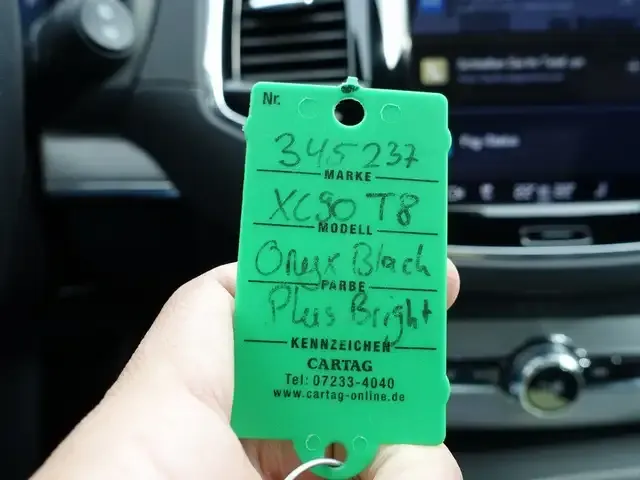 Nr.
345237
MARKE
XC90 T8
MODELL
Onyx Black
FARBE
Plus Bright
KENNZEICHEN
CARTAG
Tel: 07233-4040
www.cartag-online.de